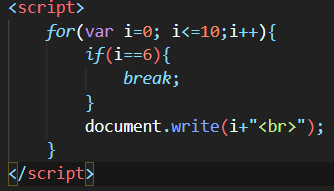 <script>
for(var i=0; i<=10;i++){
if(i==6){
break;
}
document.write(i+"<br>");
}
</script>